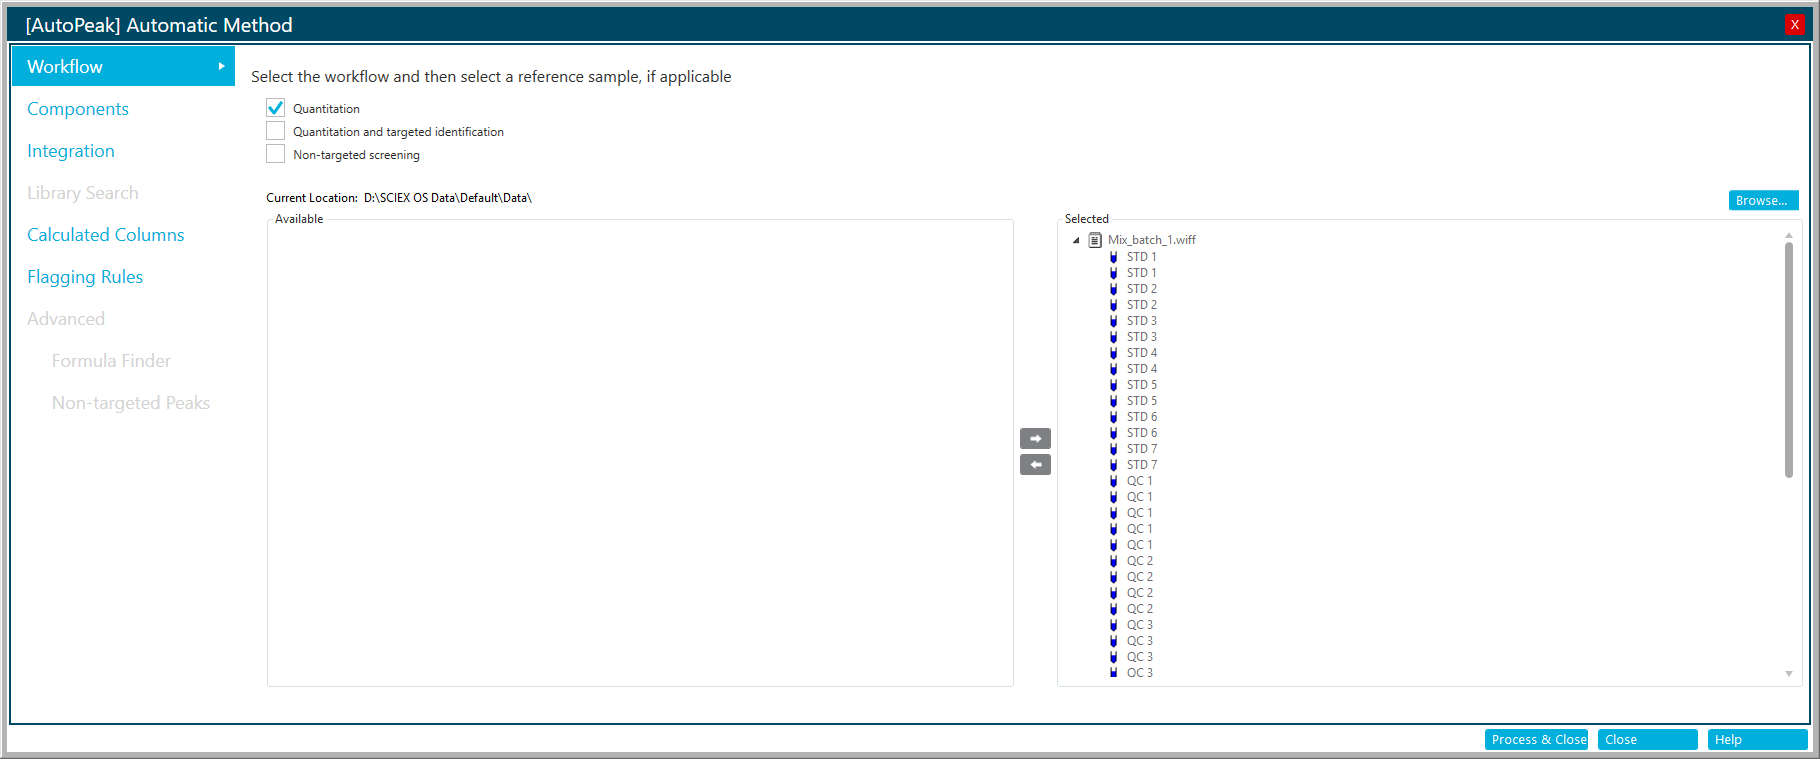 [AutoPeak] Automatic Method
X
Workflow
Components
Integration
Library Search
Calculated Columns
Flagging Rules
Advanced
Formula Finder
Non-targeted Peaks
Select the workflow and then select a reference sample, if applicable
Quantitation
Quantitation and targeted identification
Non-targeted screening
Current Location: D:\SCIEX OS Data\Default\Data\
Browse...
Available
Selected
Mix_batch_1.wiff
STD 1
STD 1
STD 2
STD 2
STD 3
STD 3
STD 4
STD 4
STD 5
STD 5
STD 6
STD 6
STD 7
STD 7
QC 1
QC 1
QC 1
QC 1
QC 1
QC 2
QC 2
QC 2
QC 2
QC 3
QC 3
QC 3
QC 3
Process & Close
Close
Help